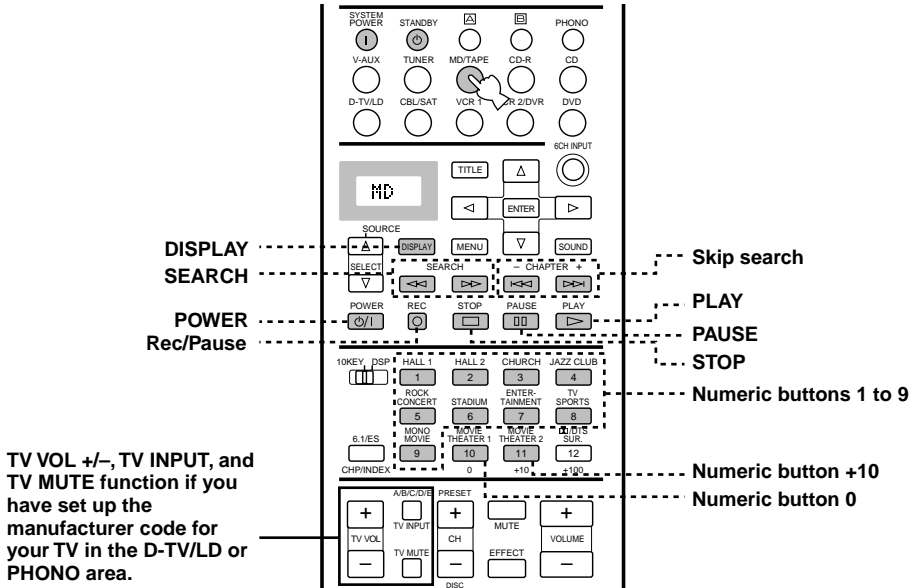 SYSTEM
POWER
STANDBY
A
B
PHONO
V-AUX
TUNER
MD/TAPE
CD-R
CD
D-TV/LD
CBL/SAT
VCR 1
R 2/DVR
DVD
6CH INPUT
TITLE
MD
ENTER
SOURCE
SELECT
DISPLAY
MENU
SOUND
SEARCH
– CHAPTER +
POWER
REC
STOP
PAUSE
PLAY
DISPLAY
SEARCH
POWER
Rec/Pause
Skip search
PLAY
PAUSE
STOP
10KEY
DSP
HALL 1
HALL 2
CHURCH
JAZZ CLUB
1
2
3
4
ROCK
CONCERT
STADIUM
ENTER-
TAINMENT
TV
SPORTS
5
6
7
8
6.1/ES
MONO
MOVIE
MOVIE
THEATER 1
MOVIE
THEATER 2
/DTS
SUR.
9
10
11
12
CHP/INDEX
0
+10
+100
Numeric buttons 1 to 9
Numeric button +10
Numeric button 0
TV VOL +/–, TV INPUT, and
TV MUTE function if you
have set up the
manufacturer code for
your TV in the D-TV/LD or
PHONO area.
+
TV VOL
–
A/B/C/D/E
TV INPUT
TV MUTE
PRESET
+
CH
–
DISC
MUTE
EFFECT
+
VOLUME
–